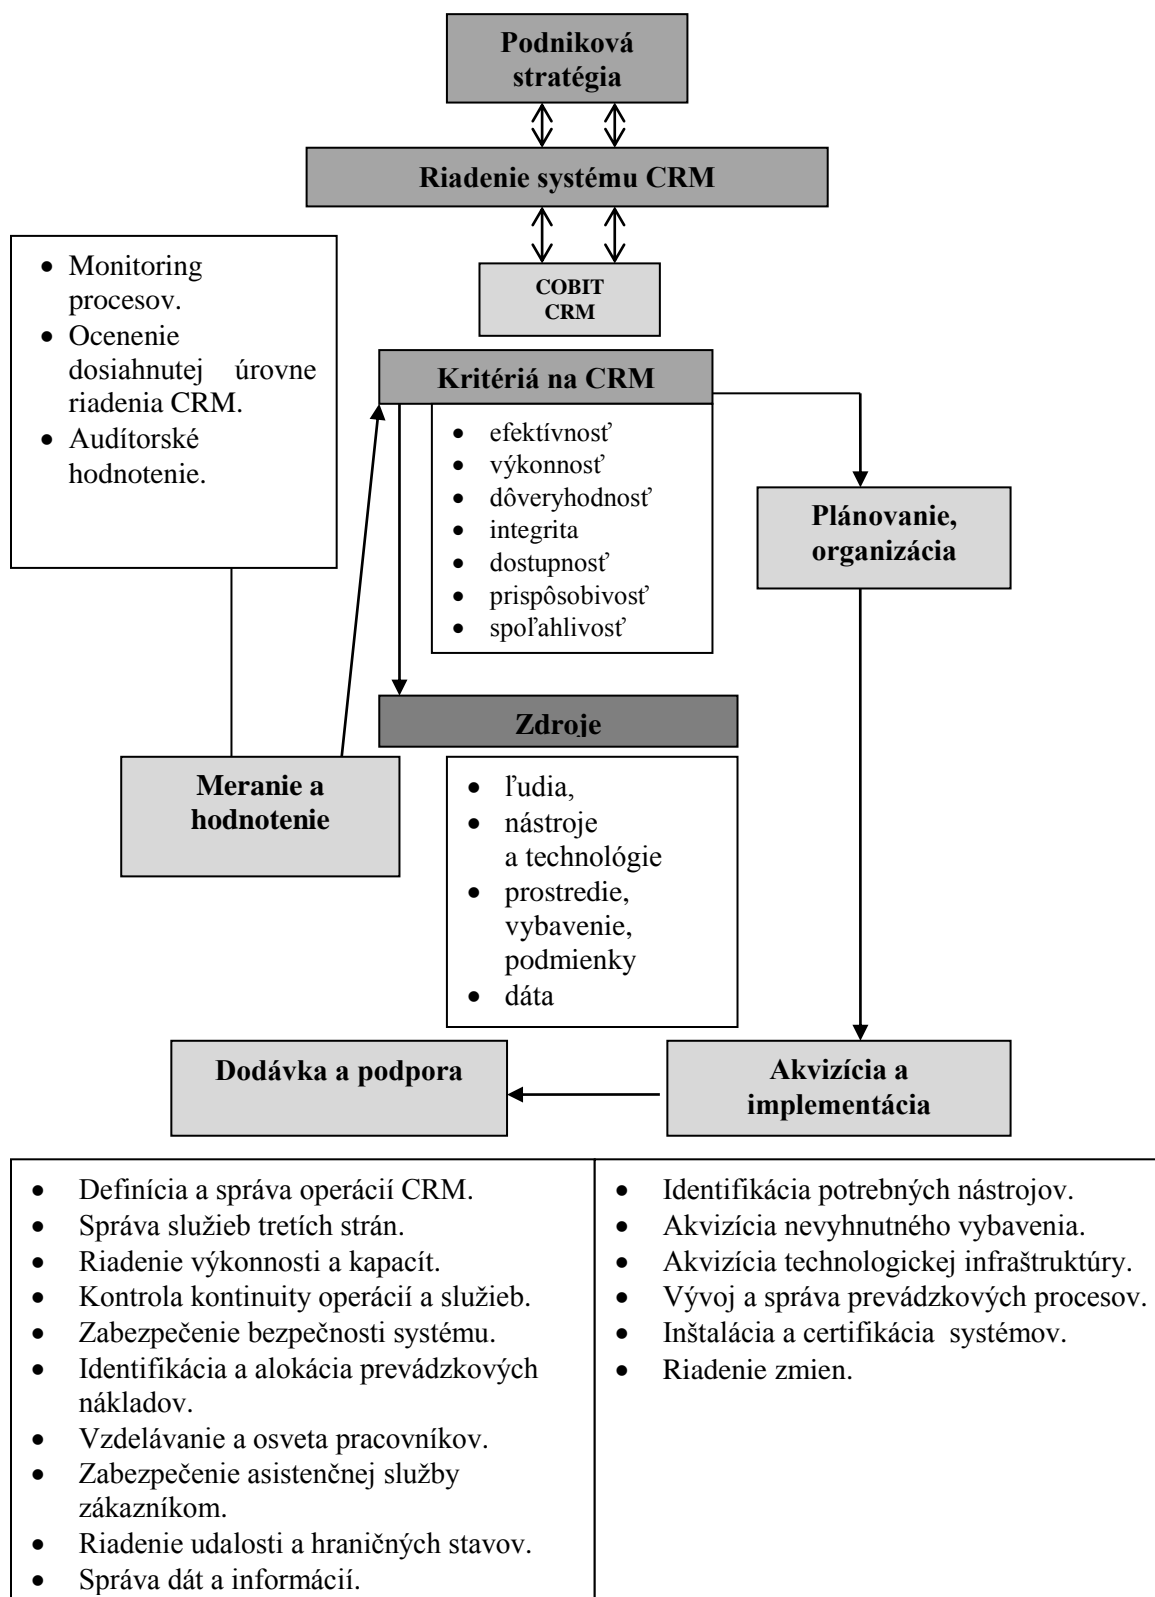 Podniková
stratégia
Riadenie systému CRM
COBIT
CRM
• Monitoring
procesov.
• Ocenenie
dosiahnutej úrovne
riadenia CRM.
• Audítorské
hodnotenie.
Kritériá na CRM
• efektívnosť
• výkonnosť
• dôveryhodnosť
• integrita
• dostupnosť
• prispôsobivosť
• spoľahlivosť
Plánovanie,
organizácia
Zdroje
Meranie a
hodnotenie
• ľudia,
• nástroje
a technológie
• prostredie,
vybavenie,
podmienky
• dáta
Dodávka a podpora
Akvizícia a
implementácia
• Definícia a správa operácií CRM.
• Správa služieb tretích strán.
• Riadenie výkonnosti a kapacít.
• Kontrola kontinuity operácií a služieb.
• Zabezpečenie bezpečnosti systému.
• Identifikácia a alokácia prevádzkových
nákladov.
• Vzdelávanie a osveta pracovníkov.
• Zabezpečenie asistenčnej služby
zákazníkom.
• Riadenie udalosti a hraničných stavov.
• Správa dát a informácií.
• Identifikácia potrebných nástrojov.
• Akvizícia nevyhnutného vybavenia.
• Akvizícia technologickej infraštruktúry.
• Vývoj a správa prevádzkových procesov.
• Inštalácia a certifikácia  systémov.
• Riadenie zmien.